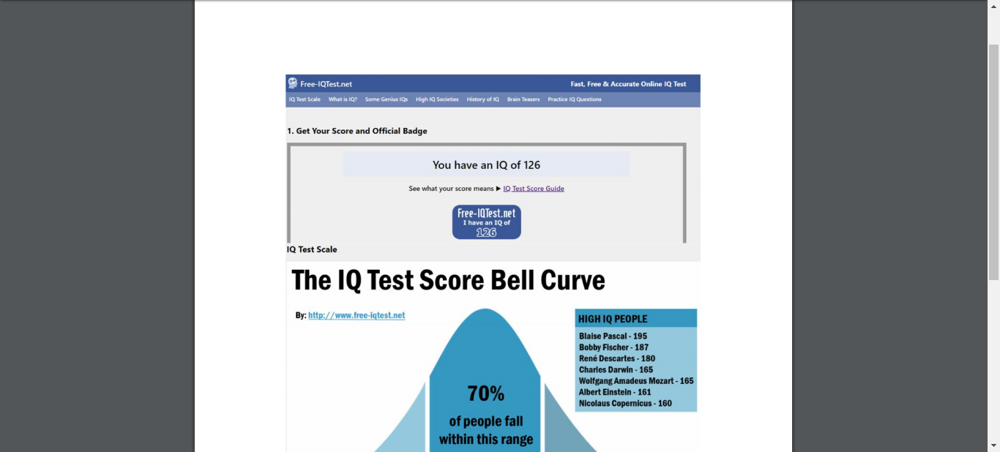 Free-IQTest.net
Fast, Free & Accurate Online IQ Test
IQ Test Scale What is IQ? Some Genius IQs High IQ Societies History of IQ Brain Teasers Practice IQ Questions
1. Get Your Score and Official Badge
You have an IQ of 126
See what your score means ► IQ Test Score Guide
Free-IQTest.net
I have an IQ of
126
IQ Test Scale
The IQ Test Score Bell Curve
By: http://www.free-iqtest.net
70%
of people fall
within this range
HIGH IQ PEOPLE
Blaise Pascal - 195
Bobby Fischer - 187
René Descartes - 180
Charles Darwin - 165
Wolfgang Amadeus Mozart - 165
Albert Einstein - 161
Nicolaus Copernicus - 160